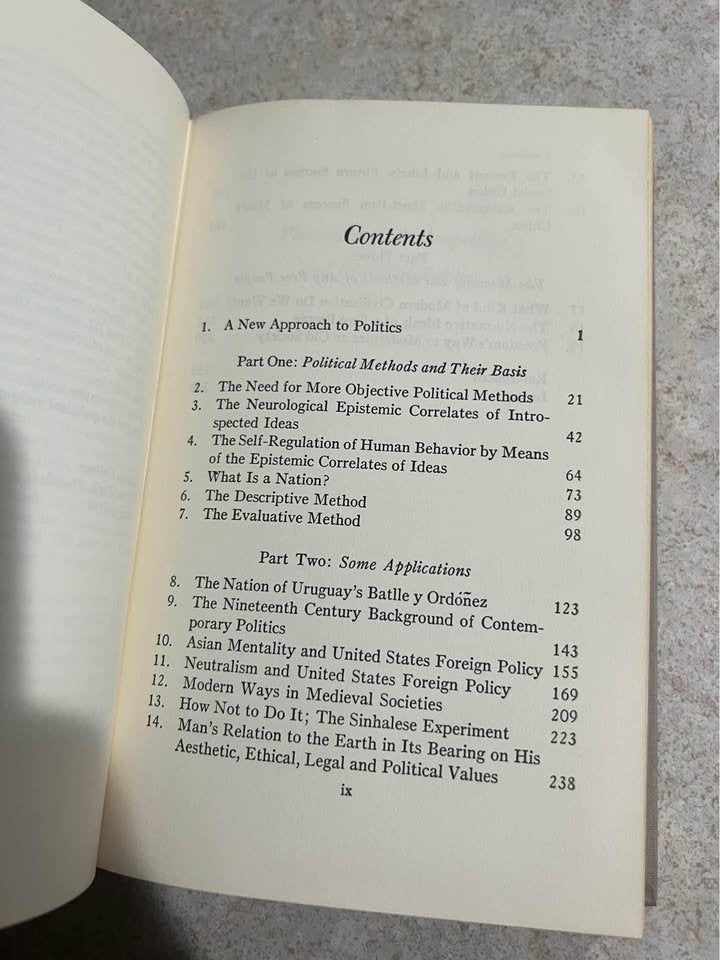 Contents
1. A New Approach to Politics 1
Part One: Political Methods and Their Basis
2. The Need for More Objective Political Methods 21
3. The Neurological Epistemic Correlates of Intro-
spected Ideas 42
4. The Self-Regulation of Human Behavior by Means
of the Epistemic Correlates of Ideas 64
5. What Is a Nation? 73
6. The Descriptive Method 89
7. The Evaluative Method 98
Part Two: Some Applications
8. The Nation of Uruguay's Batlle y Ordóñez 123
9. The Nineteenth Century Background of Contem-
porary Politics 143
10. Asian Mentality and United States Foreign Policy 155
11. Neutralism and United States Foreign Policy 169
12. Modern Ways in Medieval Societies 209
13. How Not to Do It; The Sinhalese Experiment 223
14. Man's Relation to the Earth in Its Bearing on His
Aesthetic, Ethical, Legal and Political Values 238
ix